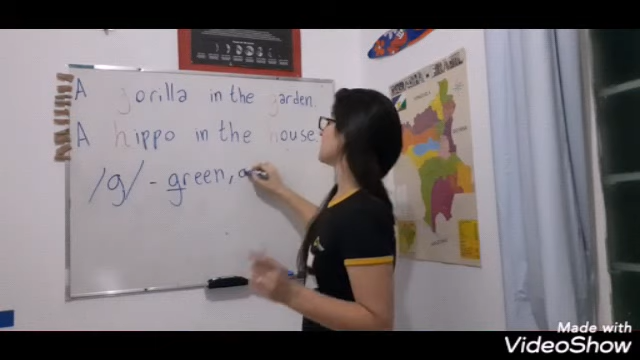 A gorilla in the garden.
A hippo in the house.
/g/ - green,
Made with
VideoShow